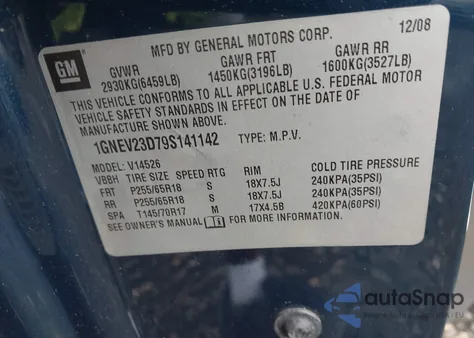 12/08
MFD BY GENERAL MOTORS CORP.
GM
GVWR GAWR FRT GAWR RR
2930KG(6459LB) 1450KG(3196LB) 1600KG(3527LB)
THIS VEHICLE CONFORMS TO ALL APPLICABLE U.S. FEDERAL MOTOR
VEHICLE SAFETY STANDARDS IN EFFECT ON THE DATE OF
MANUFACTURE SHOWN ABOVE.
1GNEV23D79S141142 TYPE: M.P.V.
MODEL: V14526
VBBH TIRE SIZE SPEED RTG RIM COLD TIRE PRESSURE
FRT P255/65R18 S 18X7.5J 240KPA(35PSI)
RR P255/65R18 S 18X7.5J 240KPA(35PSI)
SPA T145/70R17 M 17X4.5B 420KPA(60PSI)
SEE OWNER'S MANUAL FOR MORE INFORMATION.
autoSnap